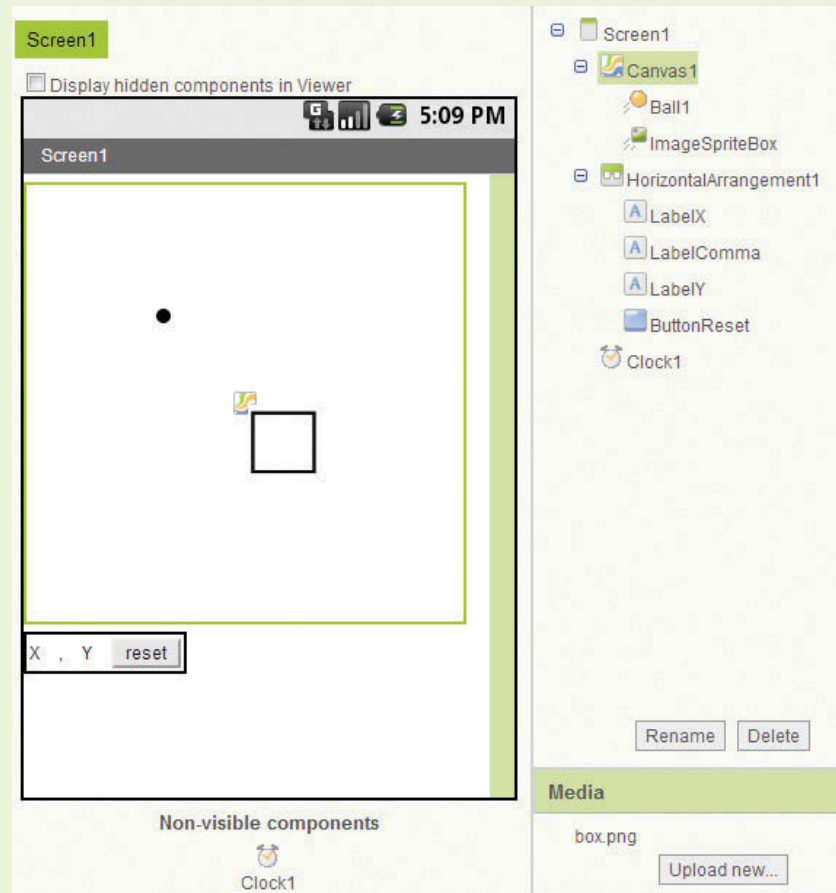 Screen1
Display hidden components in Viewer
5:09 PM
Screen1
X , Y reset
Non-visible components
Clock1
Screen1
Canvas1
Ball1
ImageSpriteBox
HorizontalArrangement1
A LabelX
A LabelComma
A LabelY
ButtonReset
Clock1
Rename Delete
Media
box.png
Upload new...